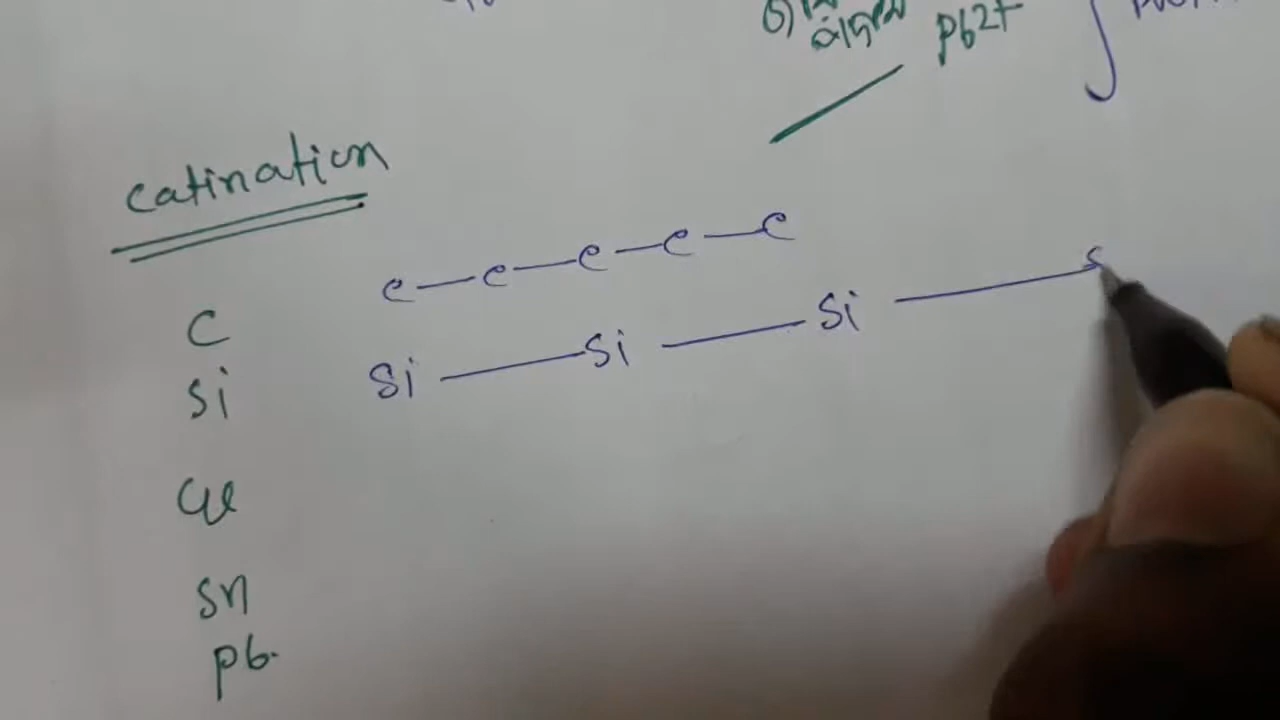 Pb2+
Catination
C — C — C — C — C
C
Si — Si — Si — S
Si
Ge
Sn
Pb.